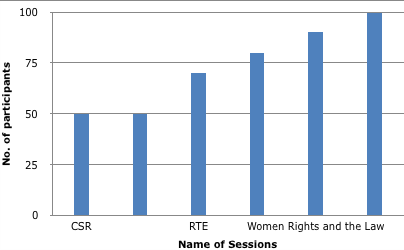 100
75
50
25
0
No. of participants
CSR
RTE
Women Rights and the Law
Name of Sessions